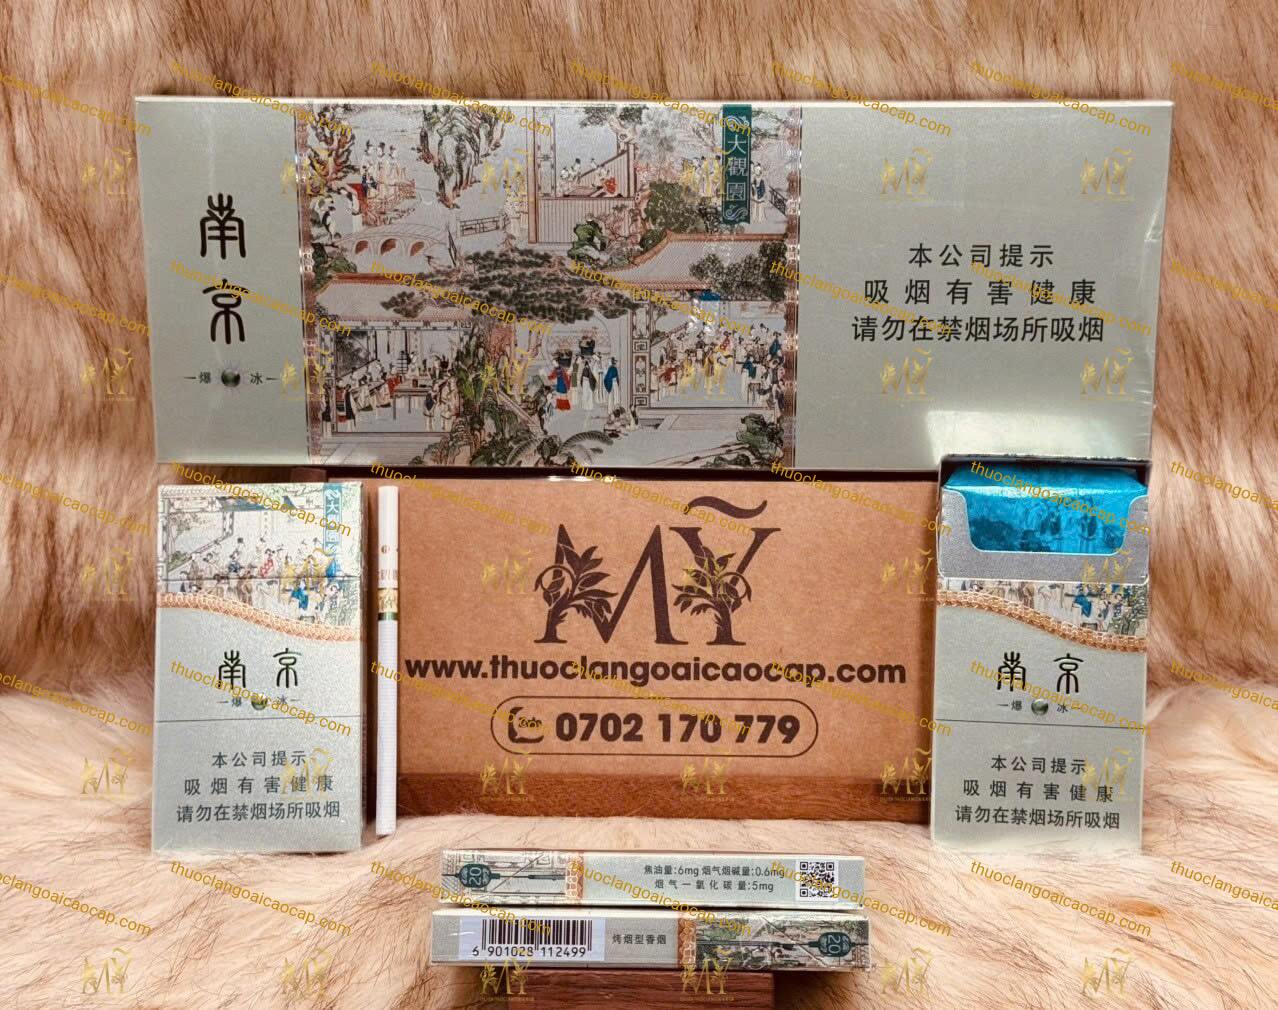 大觀園
南京
爆 冰
本公司提示
吸烟有害健康
请勿在禁烟场所吸烟
MỸ
www.thuoclangoaicaocap.com
0702 170 779
南京
爆 冰
本公司提示
吸烟有害健康
请勿在禁烟场所吸烟
南京
爆 冰
本公司提示
吸烟有害健康
请勿在禁烟场所吸烟
20
焦油量:6mg 烟气烟碱量:0.6mg
烟气一氧化碳量:5mg
6 901028 112499
烤烟型香烟
20
thuoclangoaicaocap.com
MỸ